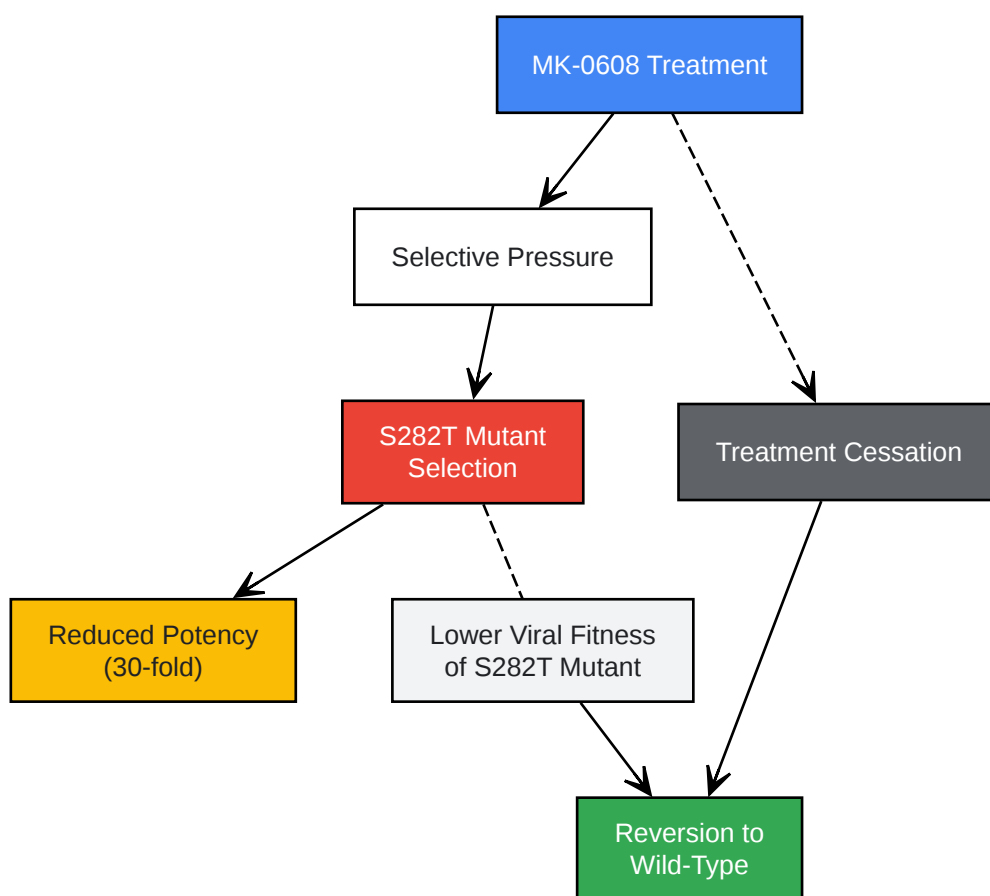 MK-0608 Treatment
Selective Pressure
S282T Mutant
Selection
Treatment Cessation
Reduced Potency
(30-fold)
Lower Viral Fitness
of S282T Mutant
Reversion to
Wild-Type